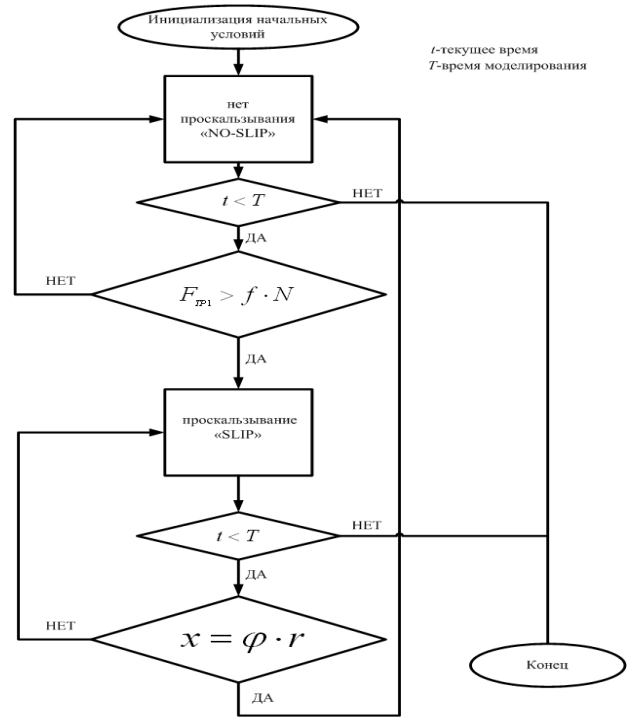 Инициализация начальных
условий
t-текущее время
T-время моделирования
нет
проскальзывания
«NO-SLIP»
t < T
НЕТ
ДА
НЕТ
F_тр1 > f · N
ДА
проскальзывание
«SLIP»
t < T
НЕТ
ДА
НЕТ
x = φ · r
Конец
ДА